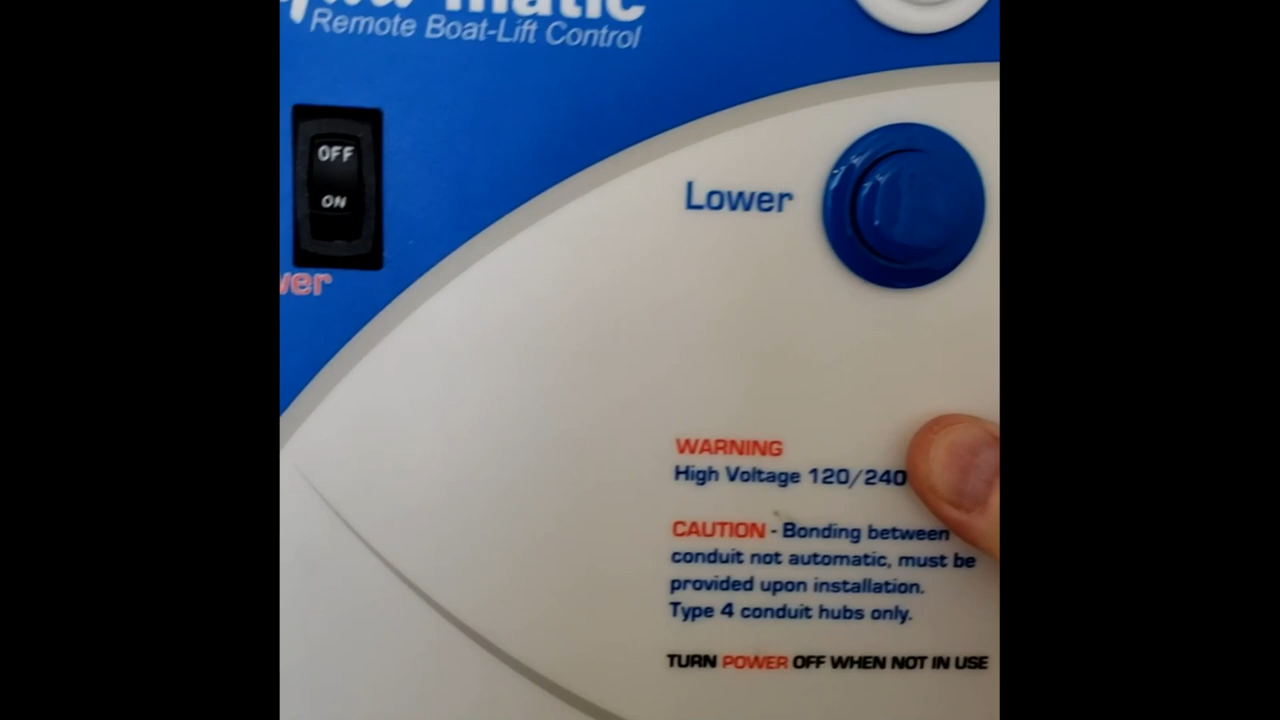 matic
Remote Boat-Lift Control
OFF
ON
Lower
WARNING
High Voltage 120/240
CAUTION - Bonding between
conduit not automatic, must be
provided upon installation.
Type 4 conduit hubs only.
TURN POWER OFF WHEN NOT IN USE